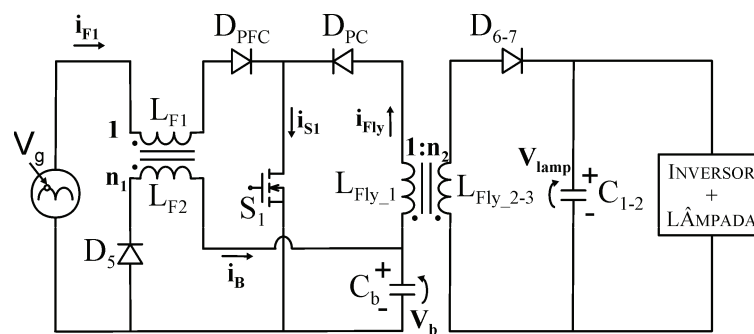 i_F1
D_PFC
D_PC
D_6-7
L_F1
1
i_S1
i_Fly
1:n_2
V_g
n_1
L_F2
S_1
L_Fly_1
L_Fly_2-3
V_lamp
+
-
C_1-2
INVERSOR
+
LÂMPADA
D_5
i_B
C_b
+
-
V_b